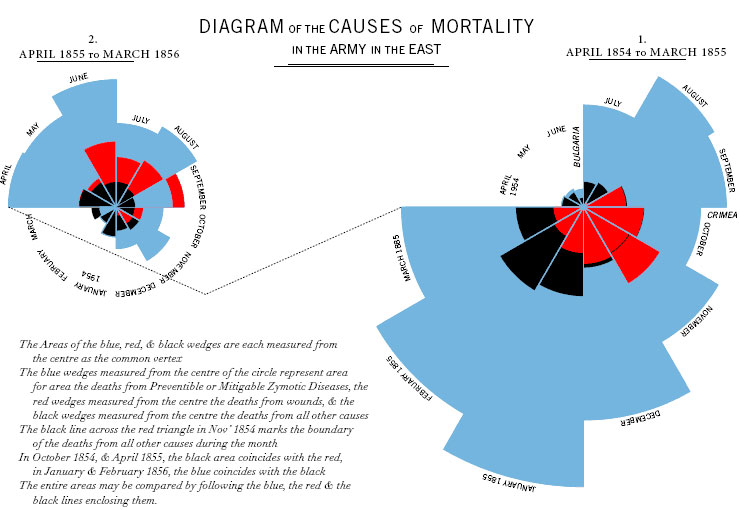 DIAGRAM OF THE CAUSES OF MORTALITY
IN THE ARMY IN THE EAST
2.
APRIL 1855 TO MARCH 1856
1.
APRIL 1854 TO MARCH 1855
APRIL
MAY
JUNE
JULY
AUGUST
SEPTEMBER
OCTOBER
NOVEMBER
DECEMBER
JANUARY
1954
FEBRUARY
MARCH
APRIL
1954
MAY
JUNE
BULGARIA
JULY
AUGUST
SEPTEMBER
CRIMEA
OCTOBER
NOVEMBER
DECEMBER
JANUARY 1855
FEBRUARY 1855
MARCH 1885
The Areas of the blue, red, & black wedges are each measured from
the centre as the common vertex
The blue wedges measured from the centre of the circle represent area
for area the deaths from Preventible or Mitigable Zymotic Diseases, the
red wedges measured from the centre the deaths from wounds, & the
black wedges measured from the centre the deaths from all other causes
The black line across the red triangle in Nov' 1854 marks the boundary
of the deaths from all other causes during the month
In October 1854, & April 1855, the black area coincides with the red,
in January & February 1856, the blue coincides with the black
The entire areas may be compared by following the blue, the red & the
black lines enclosing them.